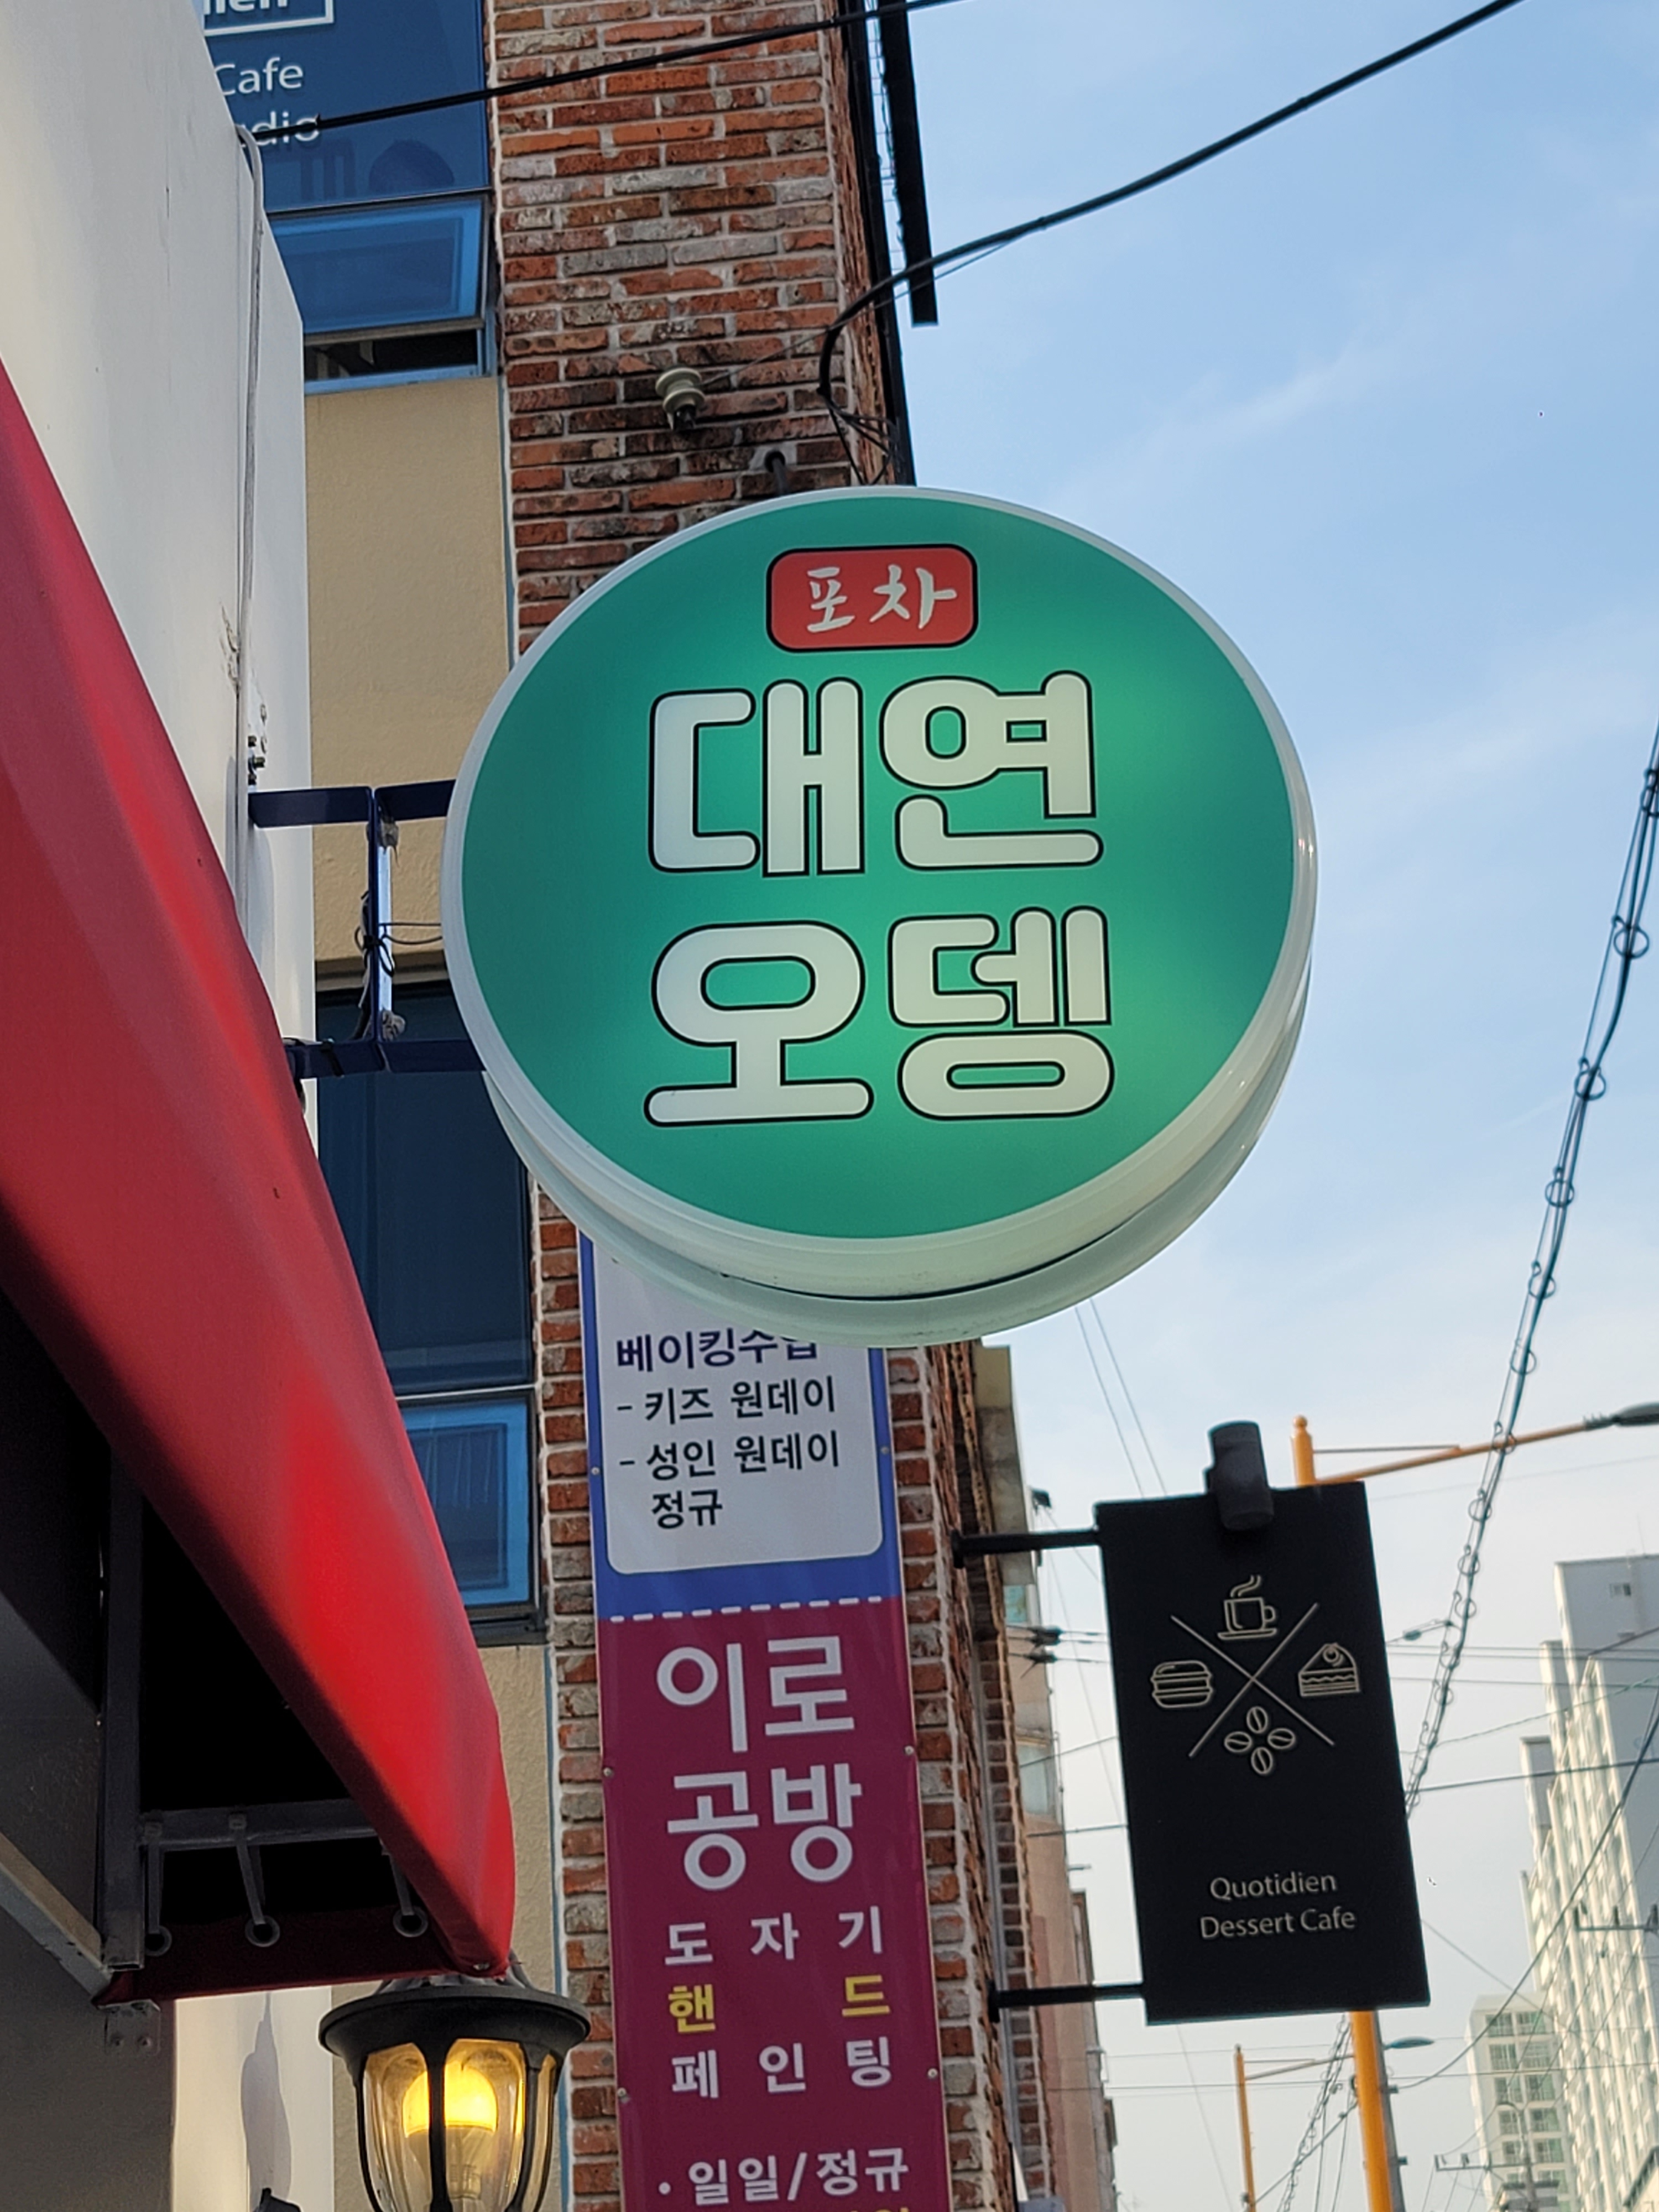 Cafe
포차
대연
오뎅
베이킹수업
- 키즈 원데이
- 성인 원데이
정규
이로
공방
도자기
핸드
페인팅
· 일일/정규
Quotidien
Dessert Cafe